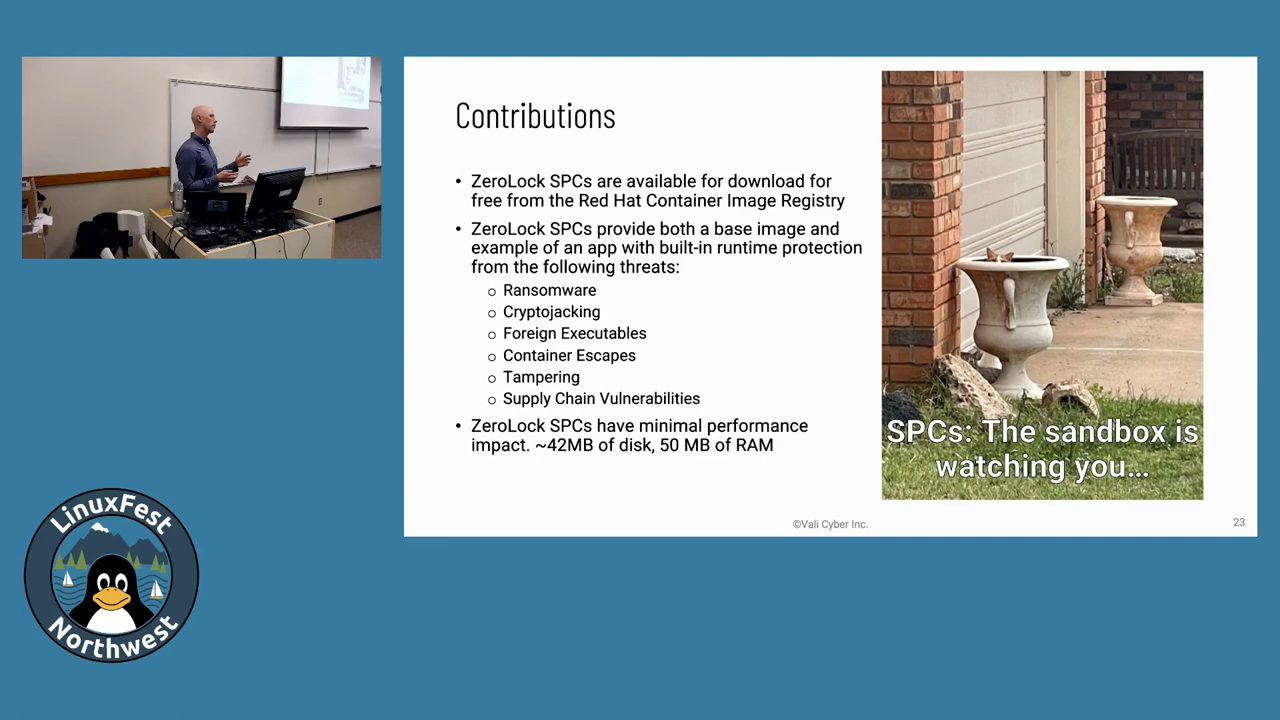 Contributions
• ZeroLock SPCs are available for download for
free from the Red Hat Container Image Registry
• ZeroLock SPCs provide both a base image and
example of an app with built-in runtime protection
from the following threats:
o Ransomware
o Cryptojacking
o Foreign Executables
o Container Escapes
o Tampering
o Supply Chain Vulnerabilities
• ZeroLock SPCs have minimal performance
impact. ~42MB of disk, 50 MB of RAM
SPCs: The sandbox is
watching you...
©Vali Cyber Inc.
23
LinuxFest
Northwest